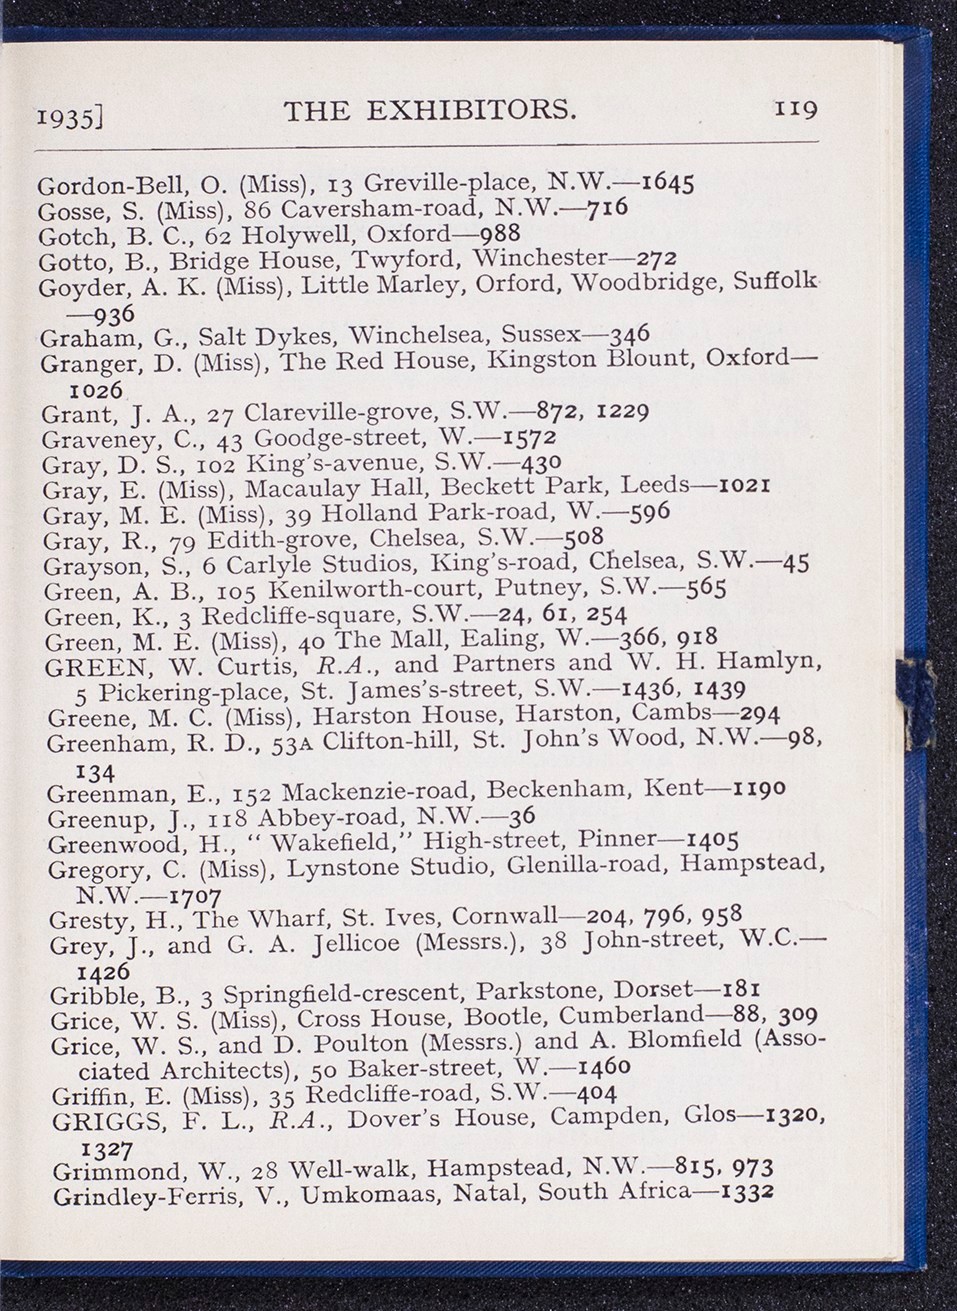 1935] THE EXHIBITORS. 119
Gordon-Bell, O. (Miss), 13 Greville-place, N.W.—1645
Gosse, S. (Miss), 86 Caversham-road, N.W.—716
Gotch, B. C., 62 Holywell, Oxford—988
Gotto, B., Bridge House, Twyford, Winchester—272
Goyder, A. K. (Miss), Little Marley, Orford, Woodbridge, Suffolk
—936
Graham, G., Salt Dykes, Winchelsea, Sussex—346
Granger, D. (Miss), The Red House, Kingston Blount, Oxford—
1026
Grant, J. A., 27 Clareville-grove, S.W.—872, 1229
Graveney, C., 43 Goodge-street, W.—1572
Gray, D. S., 102 King's-avenue, S.W.—430
Gray, E. (Miss), Macaulay Hall, Beckett Park, Leeds—1021
Gray, M. E. (Miss), 39 Holland Park-road, W.—596
Gray, R., 79 Edith-grove, Chelsea, S.W.—508
Grayson, S., 6 Carlyle Studios, King's-road, Chelsea, S.W.—45
Green, A. B., 105 Kenilworth-court, Putney, S.W.—565
Green, K., 3 Redcliffe-square, S.W.—24, 61, 254
Green, M. E. (Miss), 40 The Mall, Ealing, W.—366, 918
GREEN, W. Curtis, R.A., and Partners and W. H. Hamlyn,
5 Pickering-place, St. James's-street, S.W.—1436, 1439
Greene, M. C. (Miss), Harston House, Harston, Cambs—294
Greenham, R. D., 53A Clifton-hill, St. John's Wood, N.W.—98,
134
Greenman, E., 152 Mackenzie-road, Beckenham, Kent—1190
Greenup, J., 118 Abbey-road, N.W.—36
Greenwood, H., " Wakefield," High-street, Pinner—1405
Gregory, C. (Miss), Lynstone Studio, Glenilla-road, Hampstead,
N.W.—1707
Gresty, H., The Wharf, St. Ives, Cornwall—204, 796, 958
Grey, J., and G. A. Jellicoe (Messrs.), 38 John-street, W.C.—
1426
Gribble, B., 3 Springfield-crescent, Parkstone, Dorset—181
Grice, W. S. (Miss), Cross House, Bootle, Cumberland—88, 309
Grice, W. S., and D. Poulton (Messrs.) and A. Blomfield (Asso-
ciated Architects), 50 Baker-street, W.—1460
Griffin, E. (Miss), 35 Redcliffe-road, S.W.—404
GRIGGS, F. L., R.A., Dover's House, Campden, Glos—1320,
1327
Grimmond, W., 28 Well-walk, Hampstead, N.W.—815, 973
Grindley-Ferris, V., Umkomaas, Natal, South Africa—1332